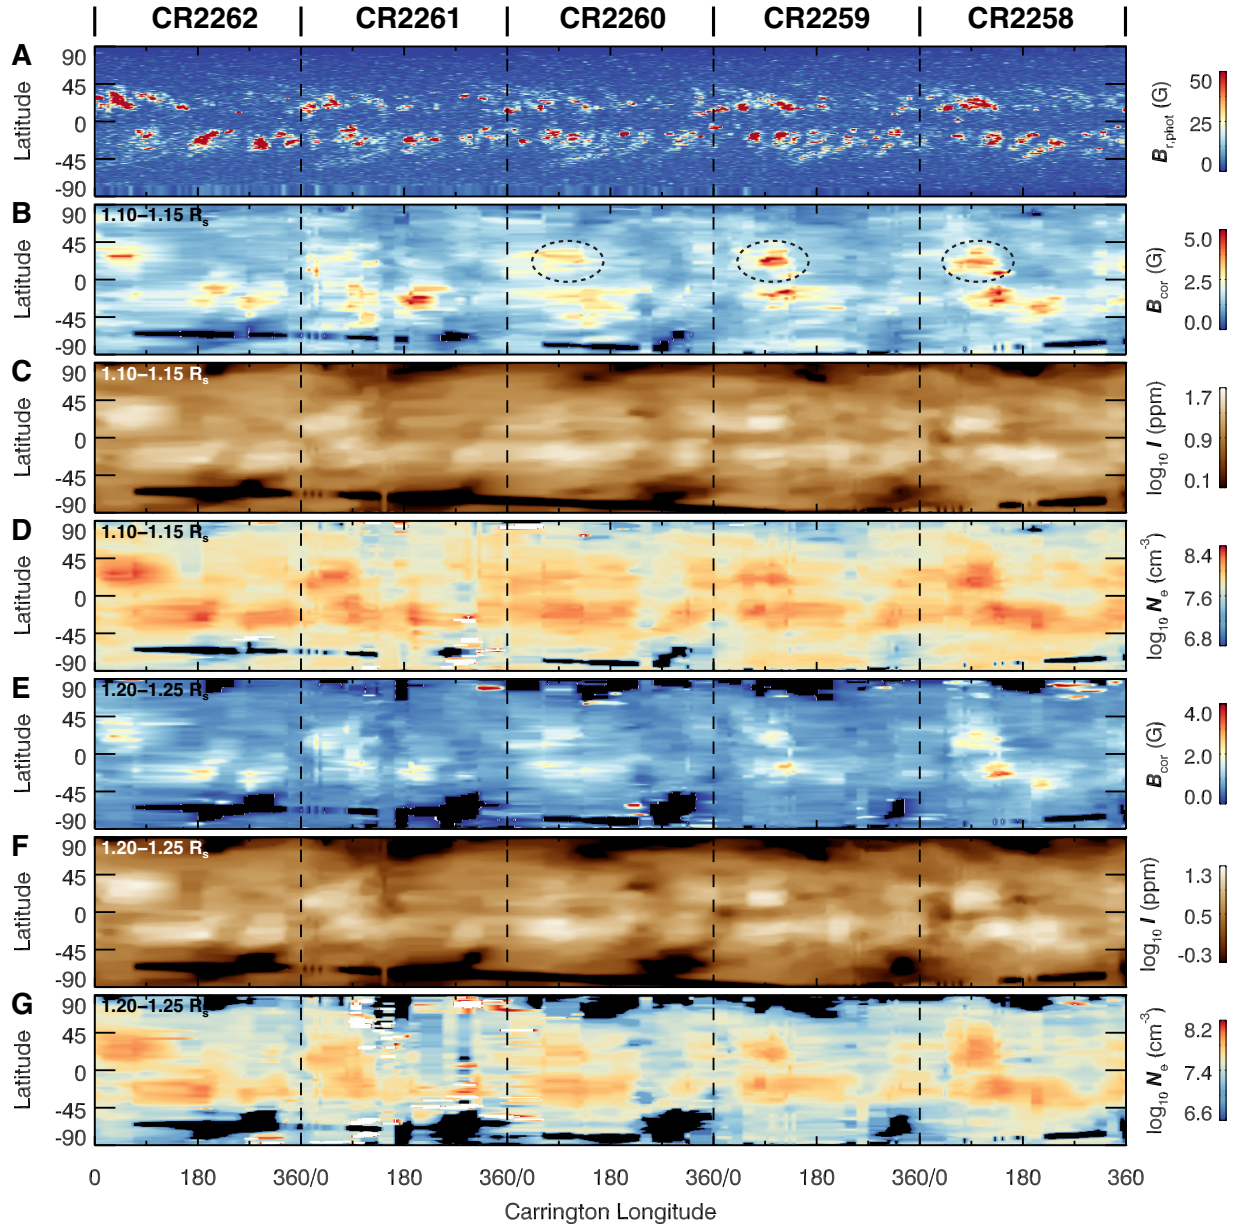 CR2262 CR2261 CR2260 CR2259 CR2258
A
90
45
0
-45
-90
Latitude
50
25
0
B_r,phot (G)
B
1.10–1.15 R_s
90
45
0
-45
-90
Latitude
5.0
2.5
0.0
B_cor (G)
C
1.10–1.15 R_s
90
45
0
-45
-90
Latitude
1.7
0.9
0.1
log_10 I (ppm)
D
1.10–1.15 R_s
90
45
0
-45
-90
Latitude
8.4
7.6
6.8
log_10 N_e (cm^-3)
E
1.20–1.25 R_s
90
45
0
-45
-90
Latitude
4.0
2.0
0.0
B_cor (G)
F
1.20–1.25 R_s
90
45
0
-45
-90
Latitude
1.3
0.5
-0.3
log_10 I (ppm)
G
1.20–1.25 R_s
90
45
0
-45
-90
Latitude
8.2
7.4
6.6
log_10 N_e (cm^-3)
0 180 360/0 180 360/0 180 360/0 180 360/0 180 360
Carrington Longitude